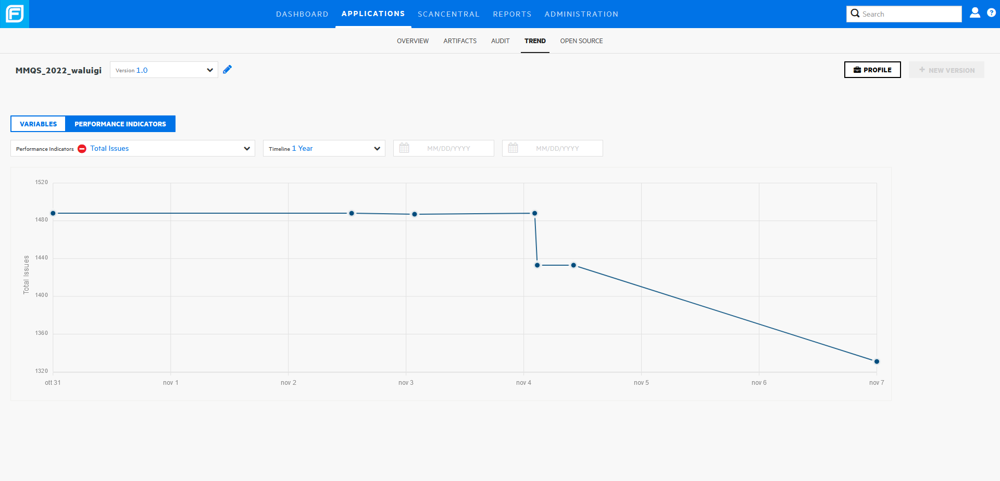 DASHBOARD APPLICATIONS SCANCENTRAL REPORTS ADMINISTRATION Search
OVERVIEW ARTIFACTS AUDIT TREND OPEN SOURCE
MMQS_2022_waluigi Version 1.0 PROFILE + NEW VERSION
VARIABLES PERFORMANCE INDICATORS
Performance Indicators Total Issues Timeline 1 Year MM/DD/YYYY MM/DD/YYYY
Total Issues
1520
1480
1440
1400
1360
1320
ott 31 nov 1 nov 2 nov 3 nov 4 nov 5 nov 6 nov 7